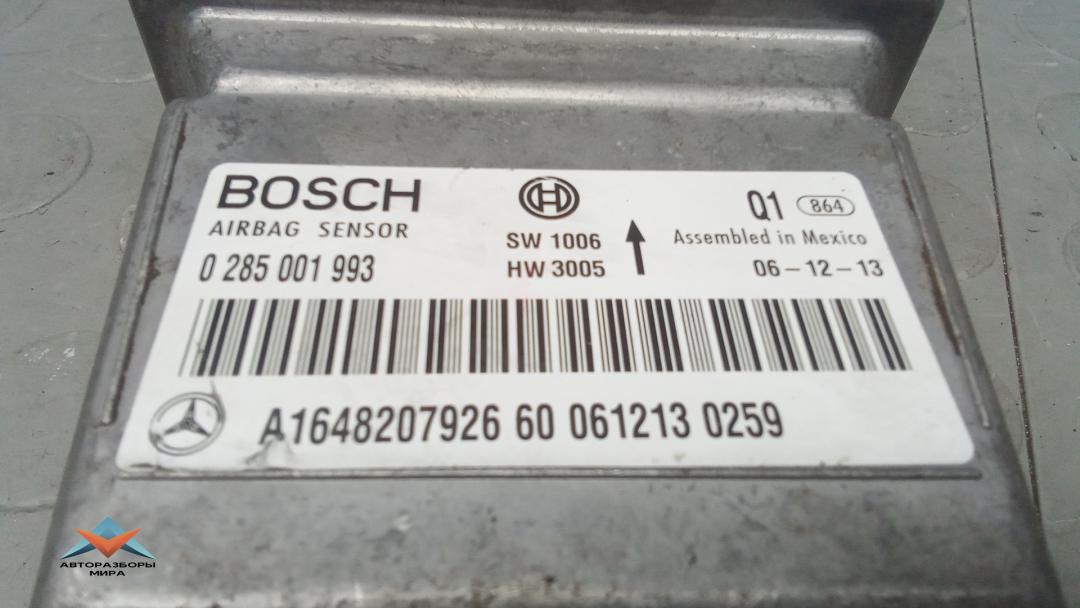 BOSCH
AIRBAG SENSOR
0 285 001 993
SW 1006
HW 3005
Q1 864
Assembled in Mexico
06-12-13
A1648207926 60 061213 0259
АВТОРАЗБОРЫ
МИРА